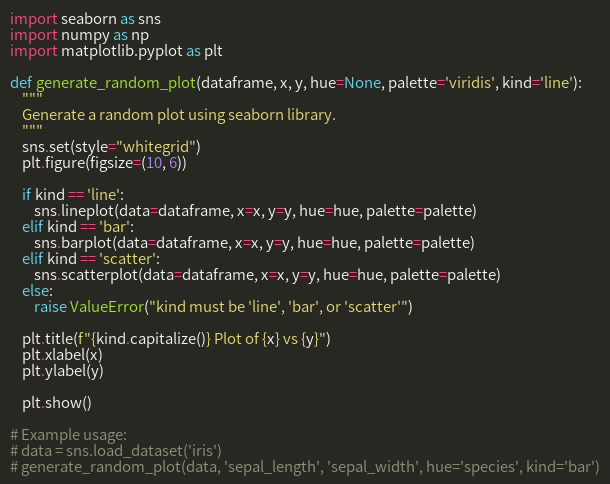 import seaborn as sns
import numpy as np
import matplotlib.pyplot as plt

def generate_random_plot(dataframe, x, y, hue=None, palette='viridis', kind='line'):
    """
    Generate a random plot using seaborn library.
    """
    sns.set(style="whitegrid")
    plt.figure(figsize=(10, 6))

    if kind == 'line':
        sns.lineplot(data=dataframe, x=x, y=y, hue=hue, palette=palette)
    elif kind == 'bar':
        sns.barplot(data=dataframe, x=x, y=y, hue=hue, palette=palette)
    elif kind == 'scatter':
        sns.scatterplot(data=dataframe, x=x, y=y, hue=hue, palette=palette)
    else:
        raise ValueError("kind must be 'line', 'bar', or 'scatter'")

    plt.title(f"{kind.capitalize()} Plot of {x} vs {y}")
    plt.xlabel(x)
    plt.ylabel(y)

    plt.show()

# Example usage:
# data = sns.load_dataset('iris')
# generate_random_plot(data, 'sepal_length', 'sepal_width', hue='species', kind='bar')